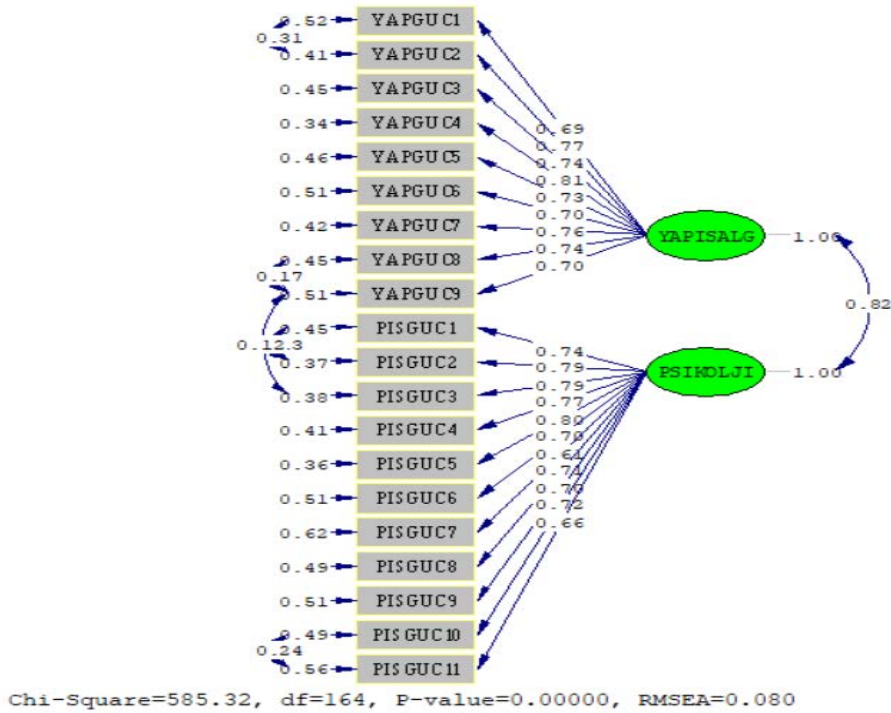 0.52 YAPGUC1
0.31
0.41 YAPGUC2
0.45 YAPGUC3
0.34 YAPGUC4
0.46 YAPGUC5
0.51 YAPGUC6
0.42 YAPGUC7
0.45 YAPGUC8
0.17
0.51 YAPGUC9
0.45 PISGUC1
0.37 PISGUC2
0.38 PISGUC3
0.41 PISGUC4
0.36 PISGUC5
0.51 PISGUC6
0.62 PISGUC7
0.49 PISGUC8
0.51 PISGUC9
0.49 PISGUC10
0.24
0.56 PISGUC11
0.69
0.77
0.74
0.81
0.73
0.70
0.76
0.74
0.70
0.74
0.79
0.79
0.77
0.80
0.70
0.61
0.71
0.70
0.72
0.66
YAPISALG 1.00
0.82
PSIKOLJI 1.00
Chi-Square=585.32, df=164, P-value=0.00000, RMSEA=0.080